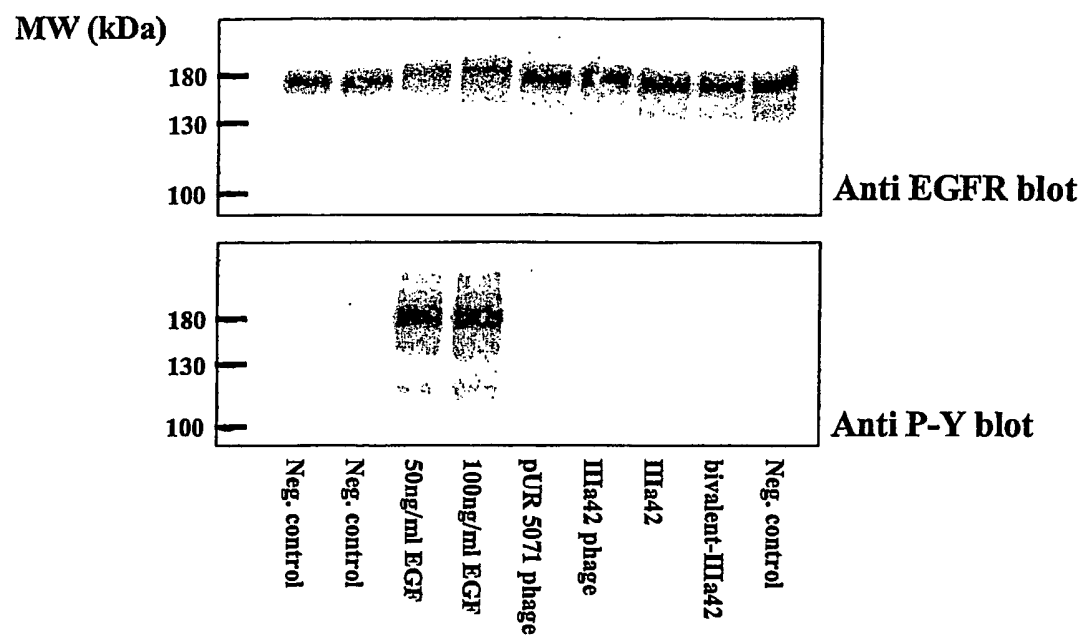 MW (kDa)
180
130
100
Anti EGFR blot
180
130
100
Anti P-Y blot
Neg. control
Neg. control
50ng/ml EGF
100ng/ml EGF
pUR 5071 phage
IIIa42 phage
IIIa42
bivalent-IIIa42
Neg. control